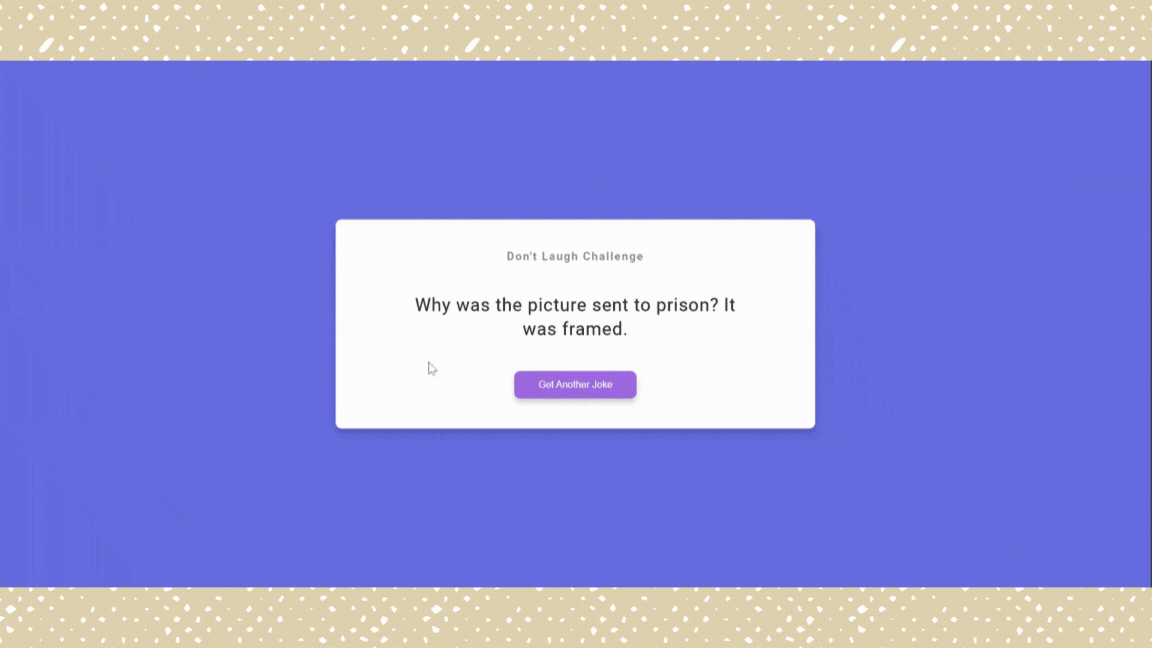 Don't Laugh Challenge
Why was the picture sent to prison? It
was framed.
Get Another Joke